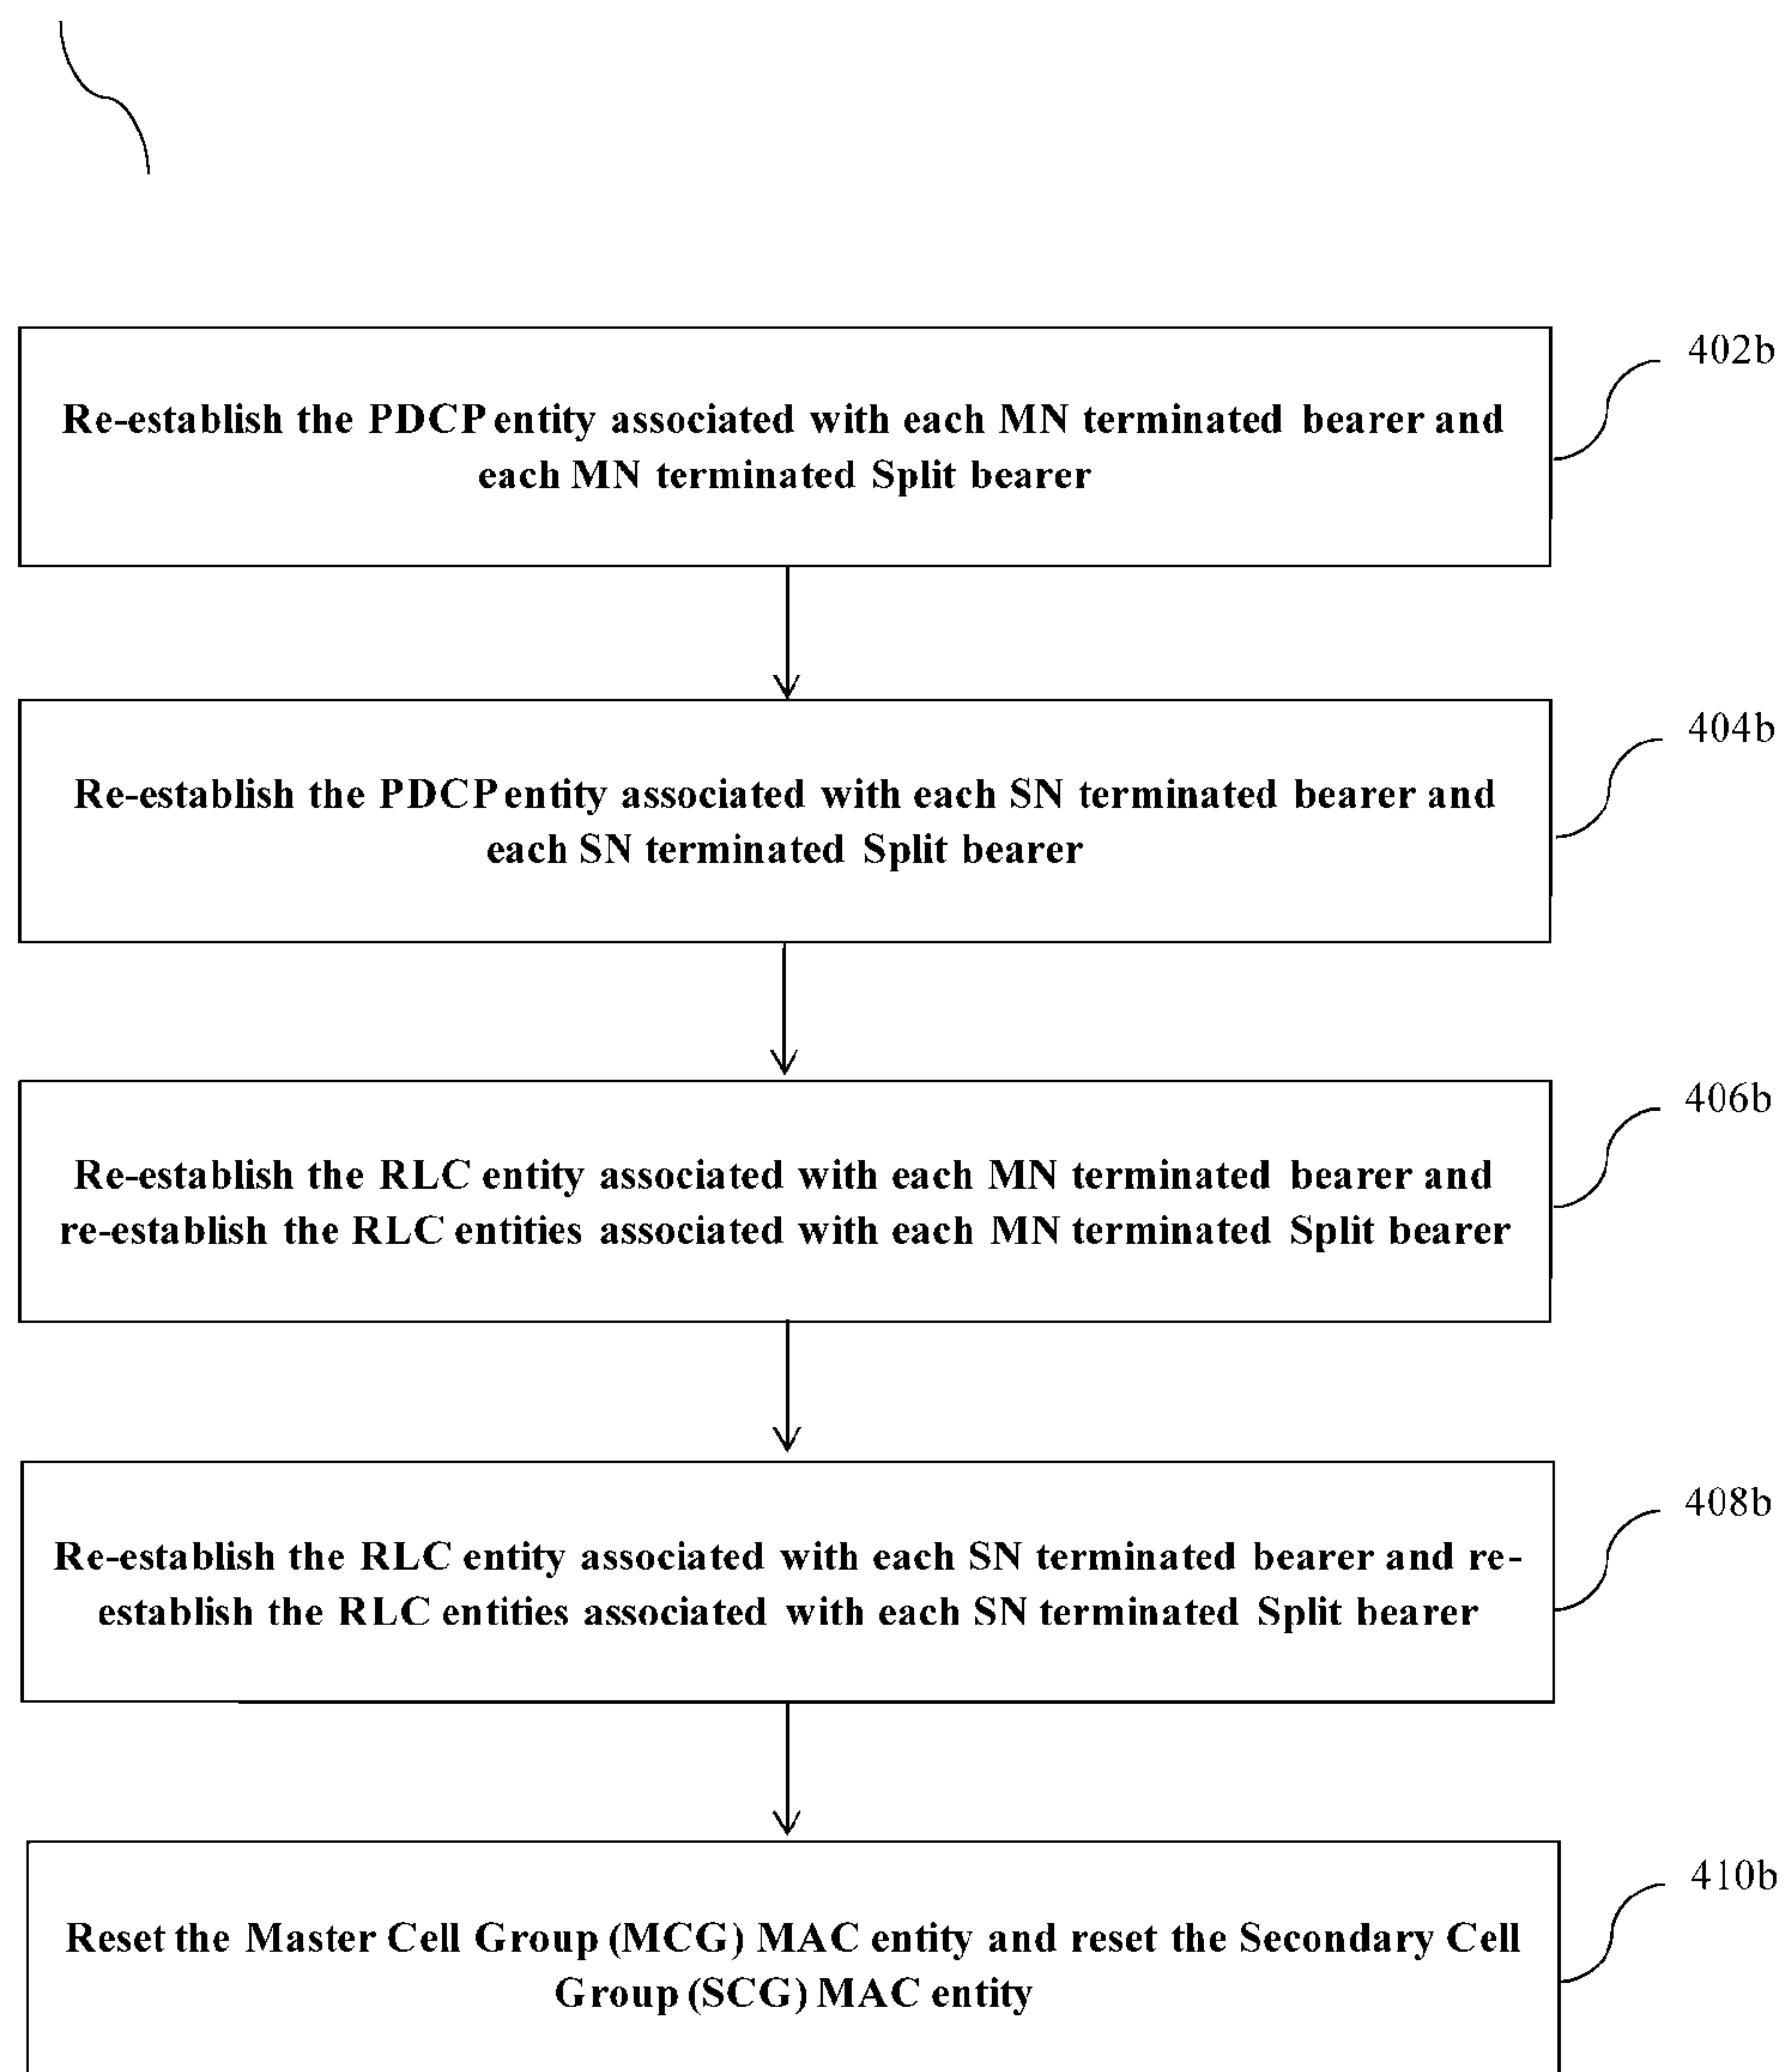 402b
Re-establish the PDCP entity associated with each MN terminated bearer and
each MN terminated Split bearer
404b
Re-establish the PDCP entity associated with each SN terminated bearer and
each SN terminated Split bearer
406b
Re-establish the RLC entity associated with each MN terminated bearer and
re-establish the RLC entities associated with each MN terminated Split bearer
408b
Re-establish the RLC entity associated with each SN terminated bearer and re-
establish the RLC entities associated with each SN terminated Split bearer
410b
Reset the Master Cell Group (MCG) MAC entity and reset the Secondary Cell
Group (SCG) MAC entity